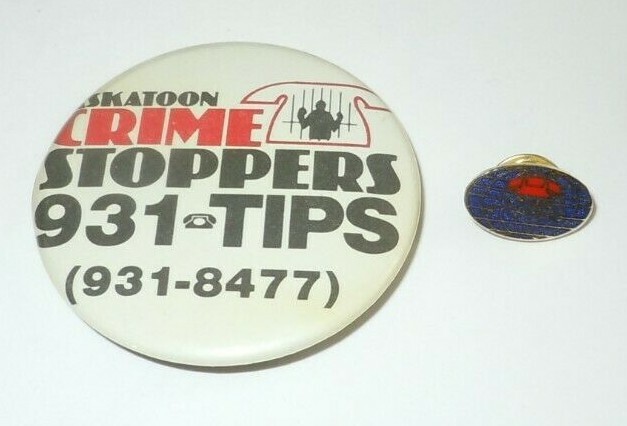 SKATOON
CRIME
STOPPERS
931-TIPS
(931-8477)